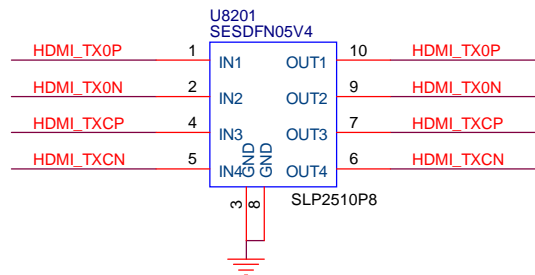 U8201
SESDFN05V4
HDMI_TX0P 1 IN1 OUT1 10 HDMI_TX0P
HDMI_TX0N 2 IN2 OUT2 9 HDMI_TX0N
HDMI_TXCP 4 IN3 OUT3 7 HDMI_TXCP
HDMI_TXCN 5 IN4 OUT4 6 HDMI_TXCN
GND GND
3 8
SLP2510P8